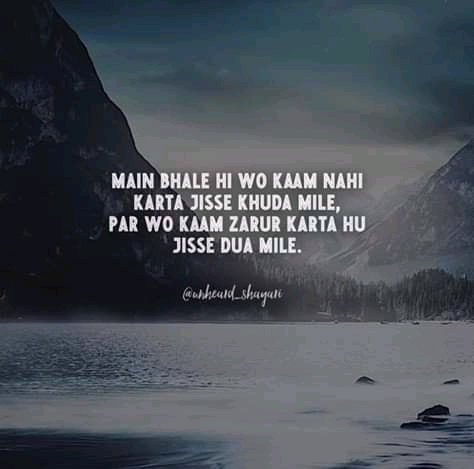 MAIN BHALE HI WO KAAM NAHI
KARTA JISSE KHUDA MILE,
PAR WO KAAM ZARUR KARTA HU
JISSE DUA MILE.
@unheard_shayari